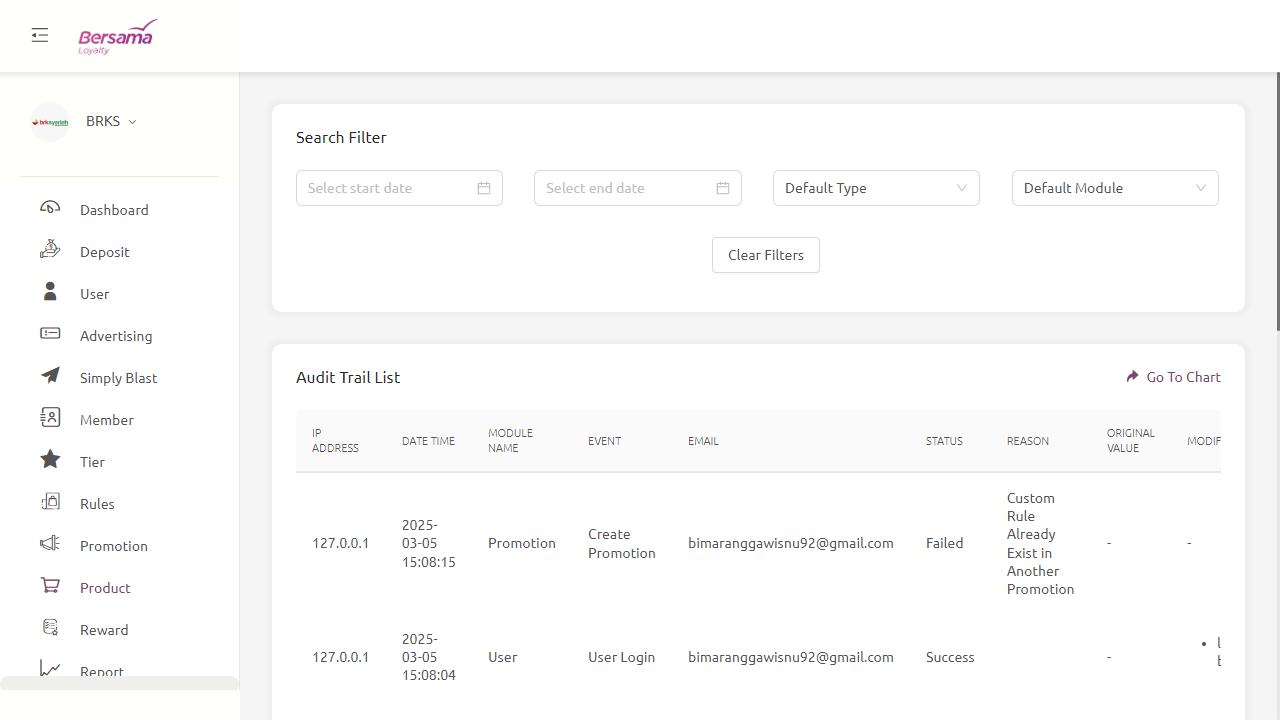 Bersama
Loyalty
brksyariah
BRKS
Dashboard
Deposit
User
Advertising
Simply Blast
Member
Tier
Rules
Promotion
Product
Reward
Report
Search Filter
Select start date
Select end date
Default Type
Default Module
Clear Filters
Audit Trail List
Go To Chart
IP ADDRESS
DATE TIME
MODULE NAME
EVENT
EMAIL
STATUS
REASON
ORIGINAL VALUE
MODIF
127.0.0.1
2025-03-05 15:08:15
Promotion
Create Promotion
bimaranggawisnu92@gmail.com
Failed
Custom Rule Already Exist in Another Promotion
-
-
127.0.0.1
2025-03-05 15:08:04
User
User Login
bimaranggawisnu92@gmail.com
Success
-